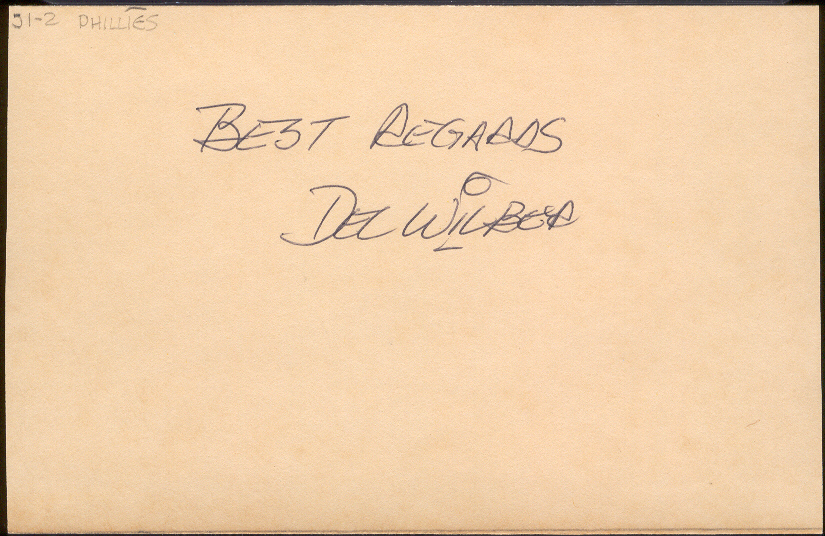 51-2 PHILLIES
BEST REGARDS
DEL WILBER